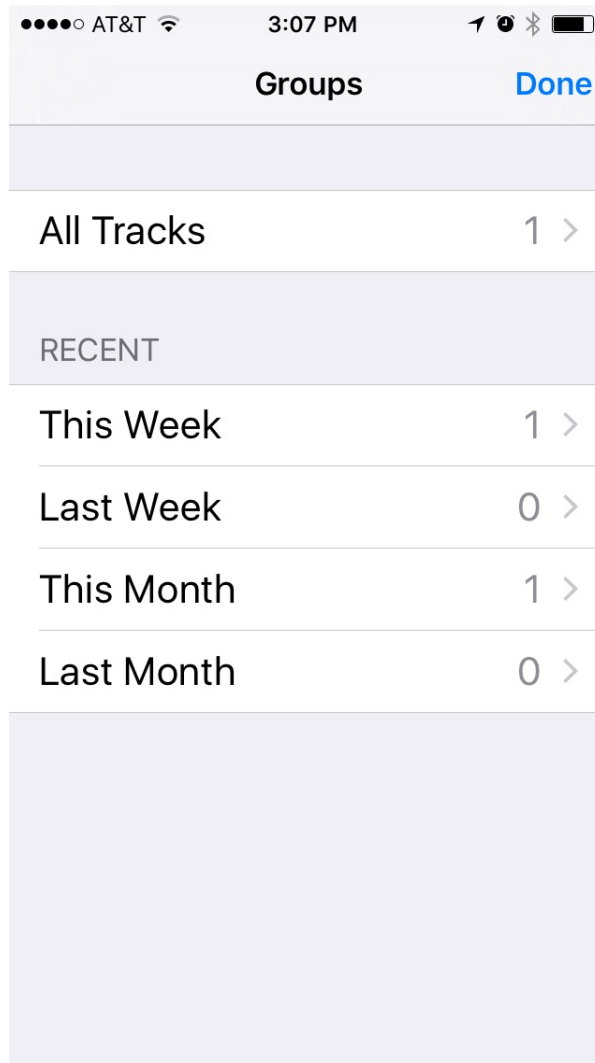 AT&T 3:07 PM
Groups Done
All Tracks 1
RECENT
This Week 1
Last Week 0
This Month 1
Last Month 0